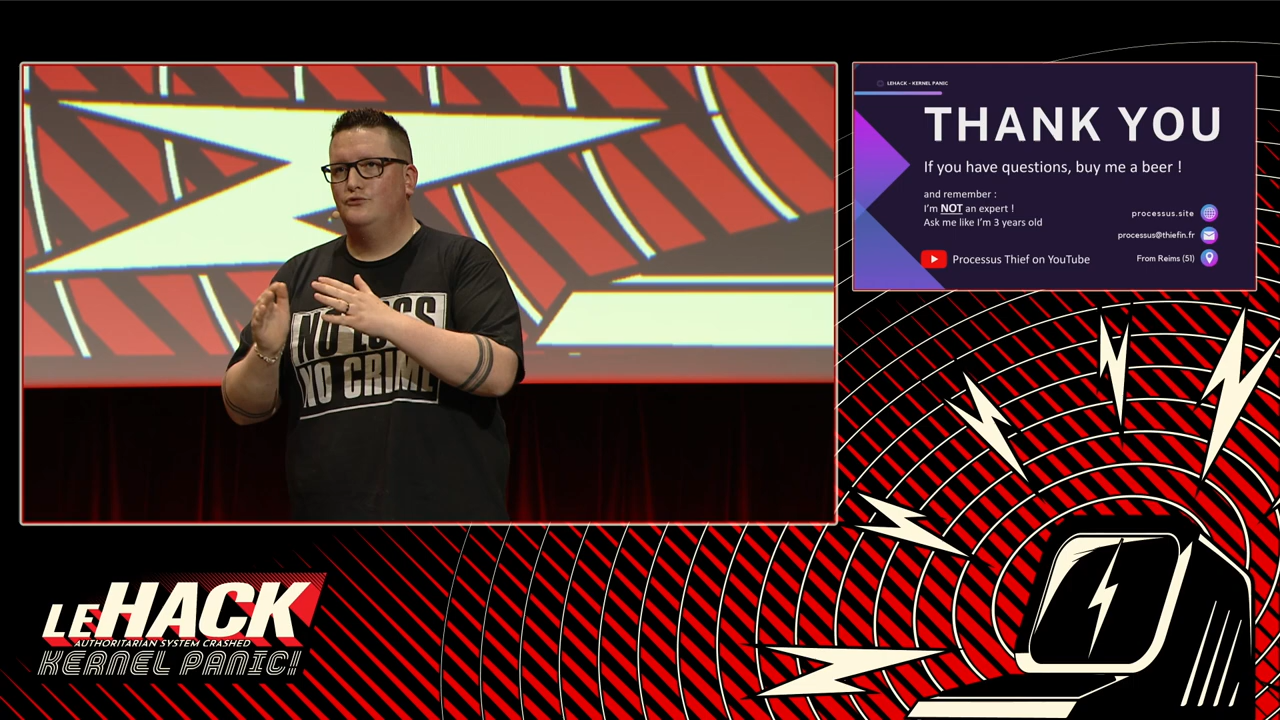 LEHACK - KERNEL PANIC
THANK YOU
If you have questions, buy me a beer !
and remember :
I'm NOT an expert !
Ask me like I'm 3 years old
processus.site
processus@thiefin.fr
From Reims (51)
Processus Thief on YouTube
NO LOGS
NO CRIME
LEHACK
AUTHORITARIAN SYSTEM CRASHED
KERNEL PANIC!